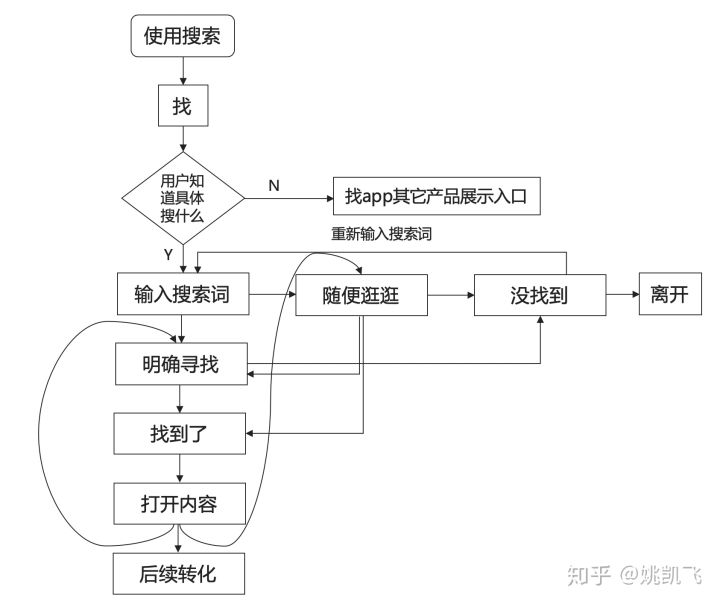 使用搜索
找
用户知
道具体
搜什么
N
找app其它产品展示入口
重新输入搜索词
Y
输入搜索词
随便逛逛
没找到
离开
明确寻找
找到了
打开内容
后续转化
知乎 @姚凯飞